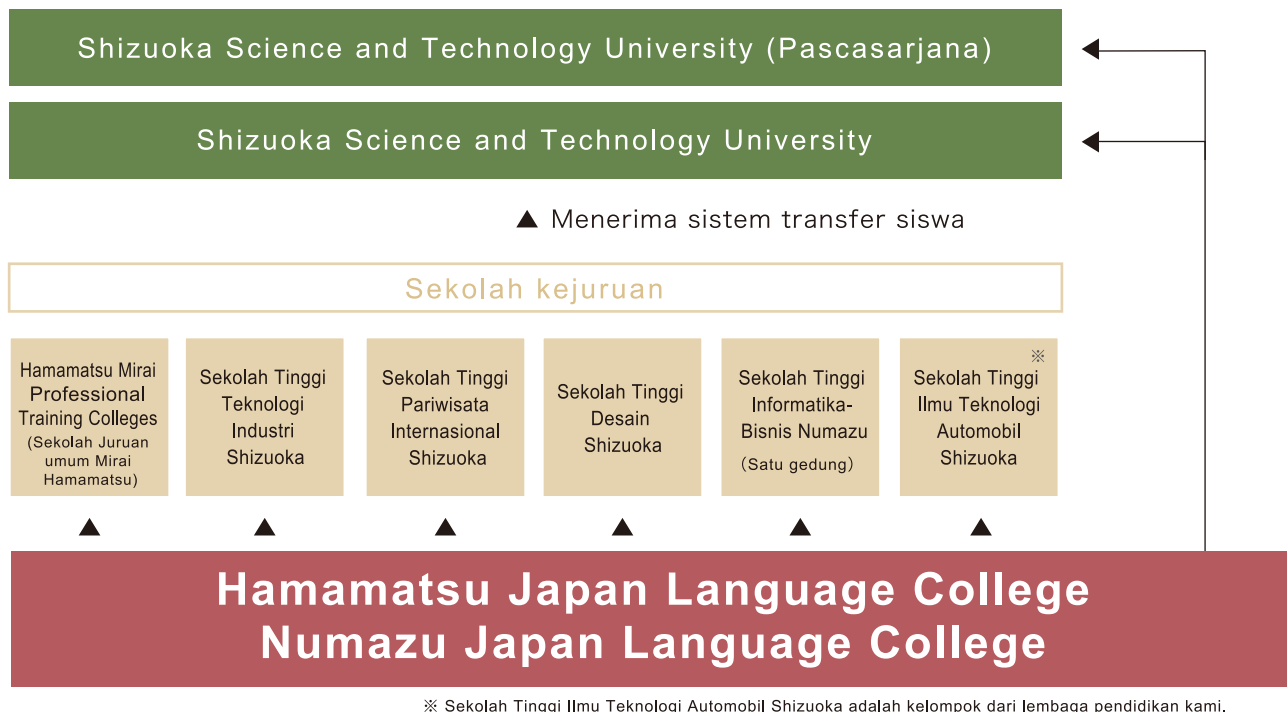 Shizuoka Science and Technology University (Pascasarjana)
Shizuoka Science and Technology University
▲ Menerima sistem transfer siswa
Sekolah kejuruan
Hamamatsu Mirai
Professional
Training Colleges
(Sekolah Juruan
umum Mirai
Hamamatsu)
Sekolah Tinggi
Teknologi
Industri
Shizuoka
Sekolah Tinggi
Pariwisata
Internasional
Shizuoka
Sekolah Tinggi
Desain
Shizuoka
Sekolah Tinggi
Informatika-
Bisnis Numazu
(Satu gedung)
※
Sekolah Tinggi
Ilmu Teknologi
Automobil
Shizuoka
Hamamatsu Japan Language College
Numazu Japan Language College
※ Sekolah Tinggi Ilmu Teknologi Automobil Shizuoka adalah kelompok dari lembaga pendidikan kami.